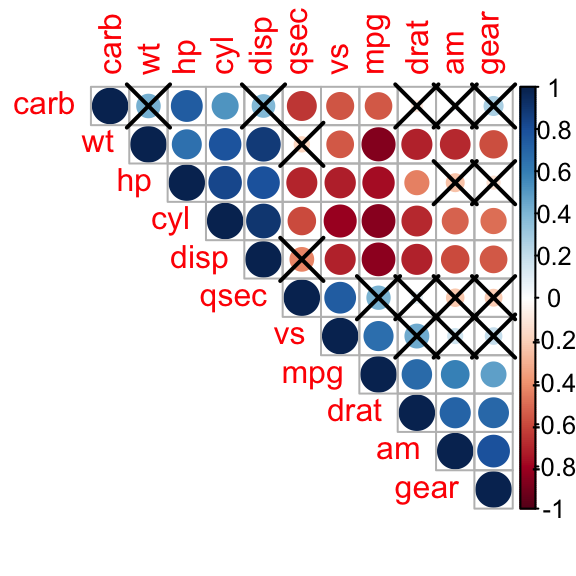 carb wt hp cyl disp qsec vs mpg drat am gear
carb
wt
hp
cyl
disp
qsec
vs
mpg
drat
am
gear
1
0.8
0.6
0.4
0.2
0
-0.2
-0.4
-0.6
-0.8
-1